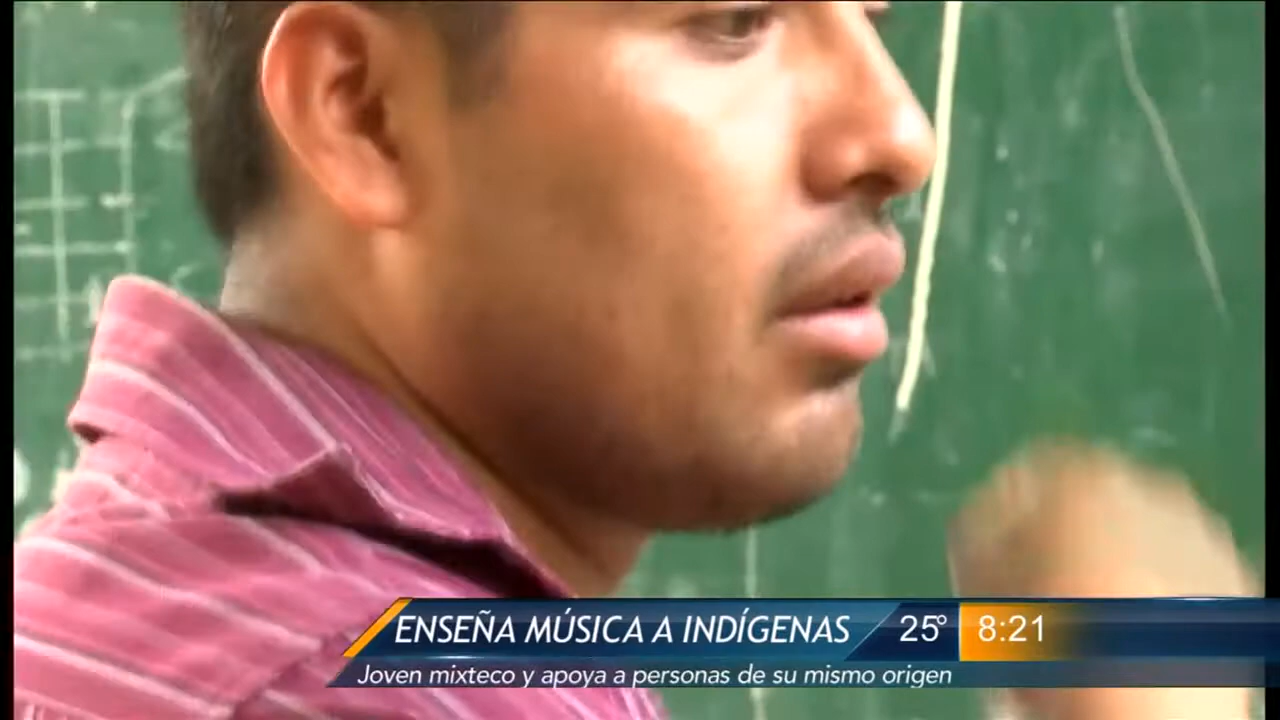 ENSEÑA MÚSICA A INDÍGENAS 25° 8:21
Joven mixteco y apoya a personas de su mismo origen